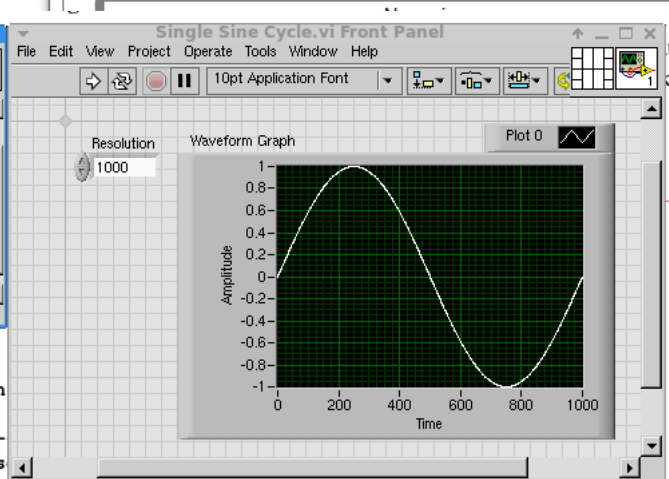 Single Sine Cycle.vi Front Panel
File Edit View Project Operate Tools Window Help
10pt Application Font
1
Resolution
1000
Waveform Graph
Plot 0
Amplitude
1
0.8
0.6
0.4
0.2
0
-0.2
-0.4
-0.6
-0.8
-1
0 200 400 600 800 1000
Time